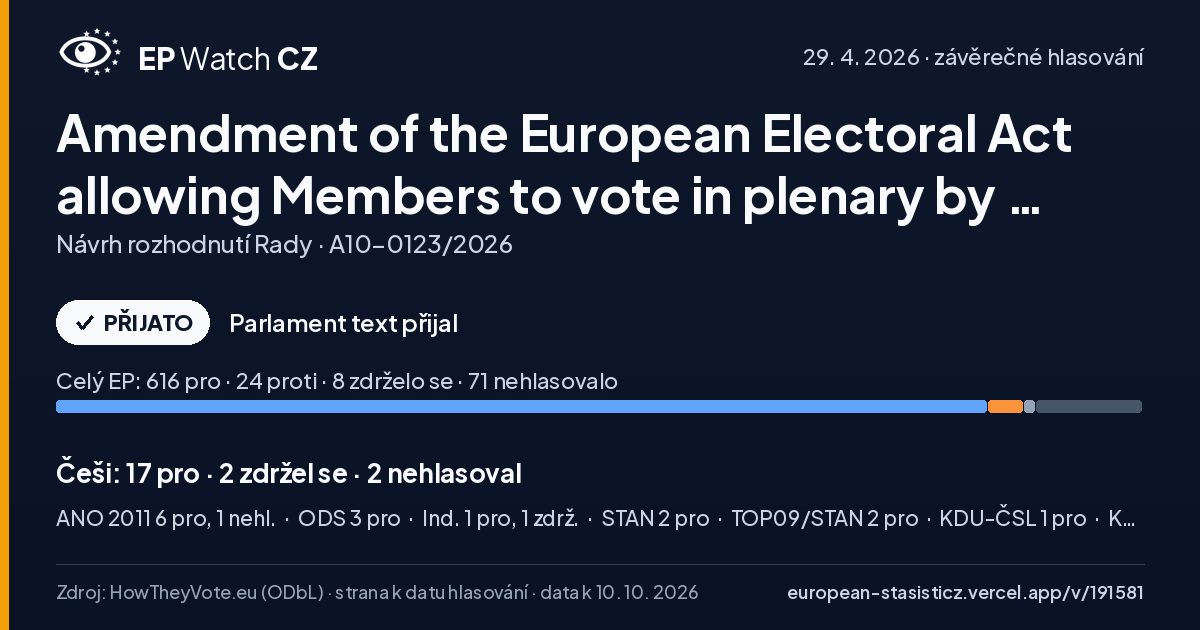 EP Watch CZ
29. 4. 2026 · závěrečné hlasování
Amendment of the European Electoral Act
allowing Members to vote in plenary by …
Návrh rozhodnutí Rady · A10-0123/2026
✓ PŘIJATO
Parlament text přijal
Celý EP: 616 pro · 24 proti · 8 zdrželo se · 71 nehlasovalo
Češi: 17 pro · 2 zdržel se · 2 nehlasoval
ANO 2011 6 pro, 1 nehl. · ODS 3 pro · Ind. 1 pro, 1 zdrž. · STAN 2 pro · TOP09/STAN 2 pro · KDU-ČSL 1 pro · K…
Zdroj: HowTheyVote.eu (ODbL) · strana k datu hlasování · data k 10. 10. 2026
european-stasisticz.vercel.app/v/191581